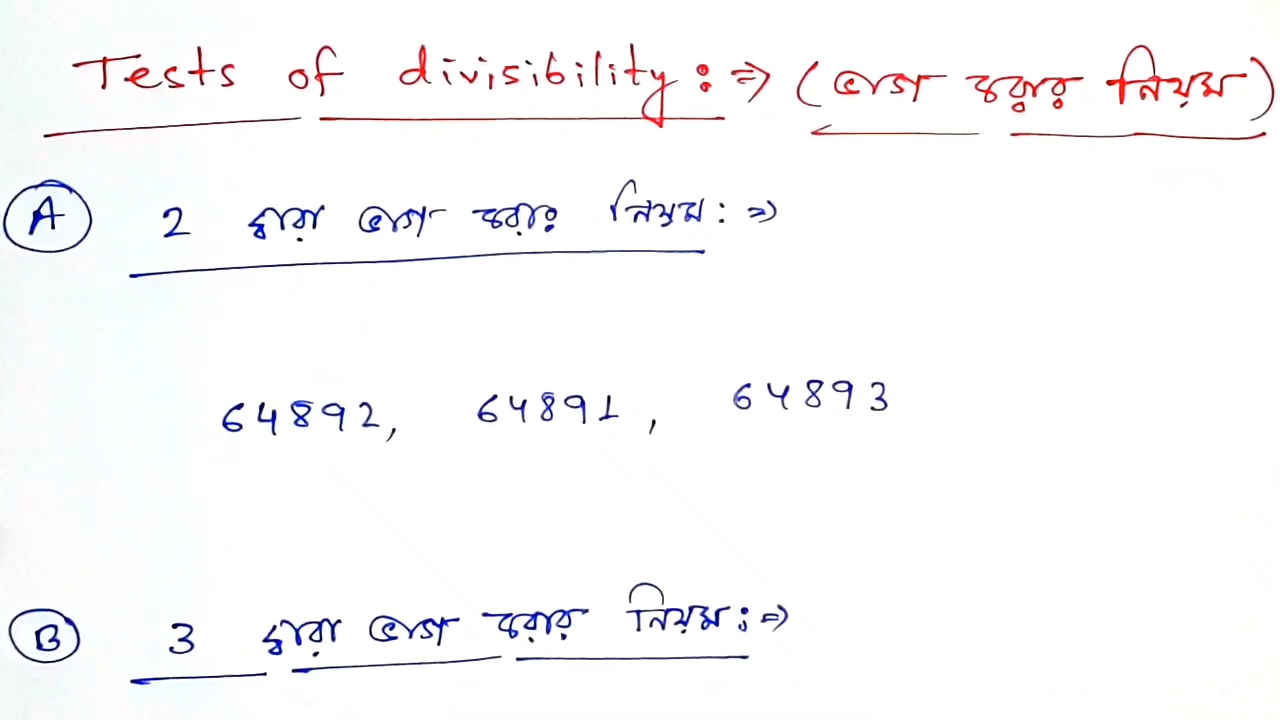 Tests of divisibility : ⇒ (ভাগ করার নিয়ম)
A 2 দ্বারা ভাগ করার নিয়ম : ⇒
64892, 64891, 64893
B 3 দ্বারা ভাগ করার নিয়ম : ⇒